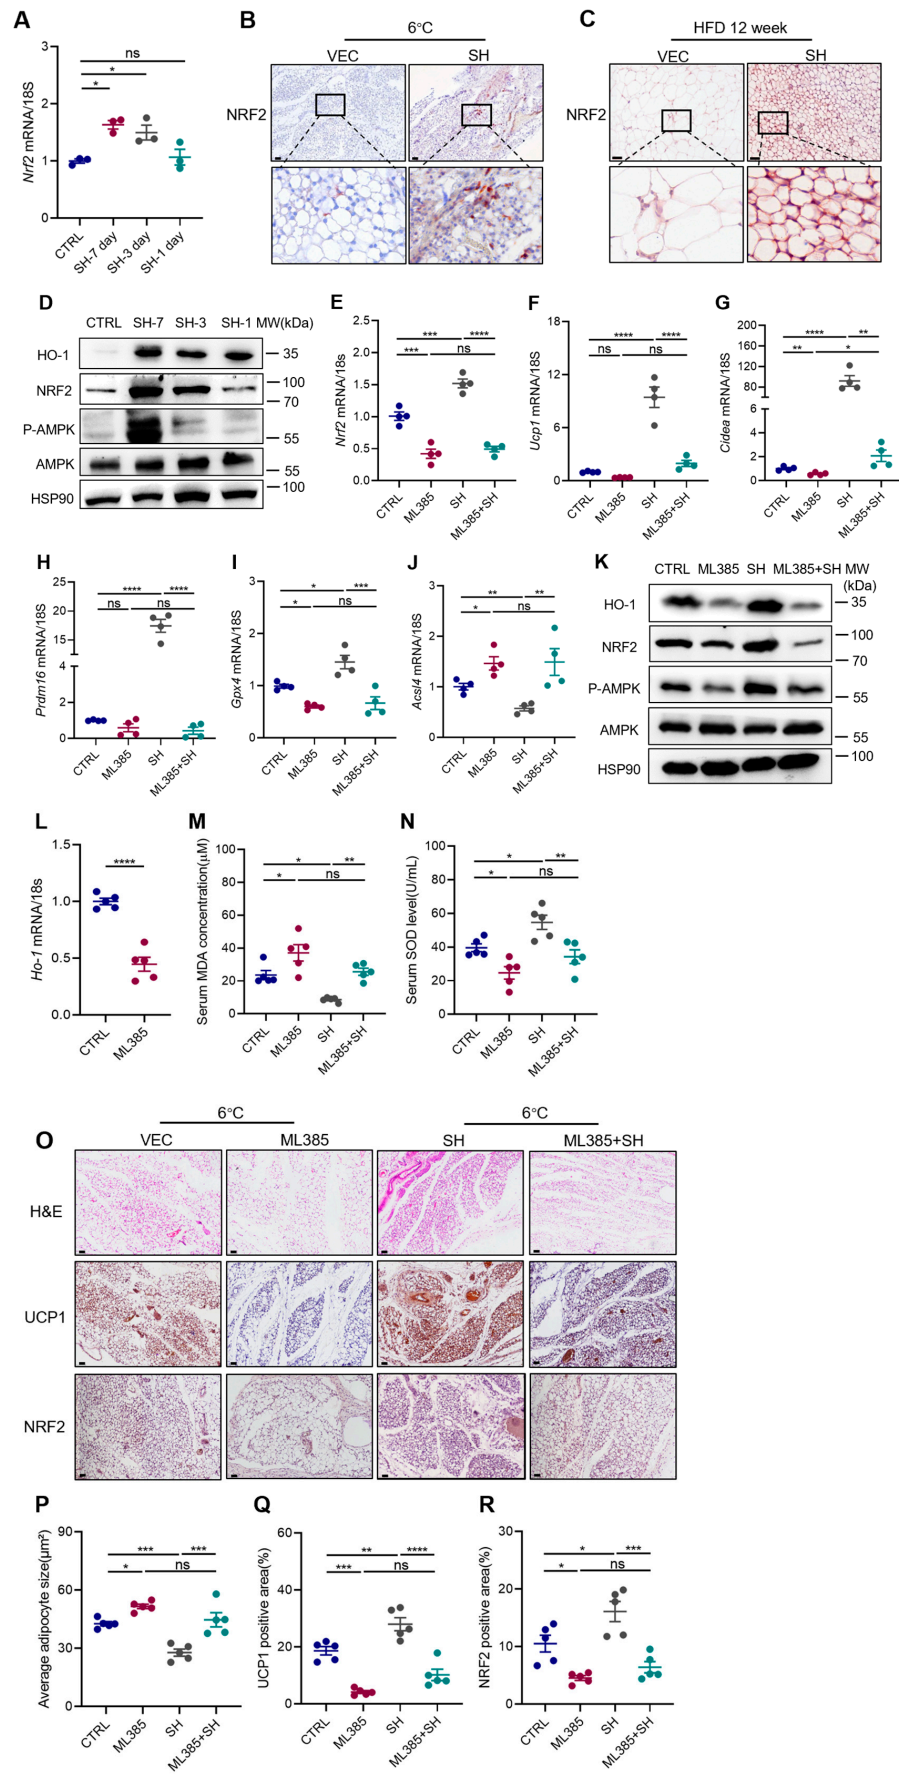 A
Nrf2 mRNA/18S
3
2
1
0
ns
*
*
CTRL
SH-7 day
SH-3 day
SH-1 day
B
6°C
VEC
SH
NRF2
C
HFD 12 week
VEC
SH
NRF2
D
CTRL SH-7 SH-3 SH-1 MW(kDa)
HO-1
35
NRF2
100
70
P-AMPK
55
AMPK
55
HSP90
100
E
Nrf2 mRNA/18s
2.5
2.0
1.5
1.0
0.5
0.0
*** ****
*** ns
CTRL
ML385
SH
ML385+SH
F
Ucp1 mRNA/18S
18
12
6
0
**** ****
ns ns
CTRL
ML385
SH
ML385+SH
G
Cidea mRNA/18S
200
160
120
80
6
4
2
0
**** **
** *
CTRL
ML385
SH
ML385+SH
H
Prdm16 mRNA/18S
25
20
15
4
2
0
**** ****
ns ns
CTRL
ML385
SH
ML385+SH
I
Gpx4 mRNA/18S
3
2
1
0
* ***
* ns
CTRL
ML385
SH
ML385+SH
J
Acsl4 mRNA/18S
3
2
1
0
** **
* ns
CTRL
ML385
SH
ML385+SH
K
CTRL ML385 SH ML385+SH MW
(kDa)
HO-1
35
NRF2
100
70
P-AMPK
55
AMPK
55
HSP90
100
L
Ho-1 mRNA/18s
1.5
1.0
0.5
0.0
****
CTRL
ML385
M
Serum MDA concentration(μM)
100
80
60
40
20
0
* **
* ns
CTRL
ML385
SH
ML385+SH
N
Serum SOD level(U/mL)
100
80
60
40
20
0
* **
* ns
CTRL
ML385
SH
ML385+SH
O
6°C 6°C
VEC ML385 SH ML385+SH
H&E
UCP1
NRF2
P
Average adipocyte size(μm²)
90
60
30
0
*** ***
* ns
CTRL
ML385
SH
ML385+SH
Q
UCP1 positive area(%)
60
40
20
0
** ****
*** ns
CTRL
ML385
SH
ML385+SH
R
NRF2 positive area(%)
30
20
10
0
* ***
* ns
CTRL
ML385
SH
ML385+SH